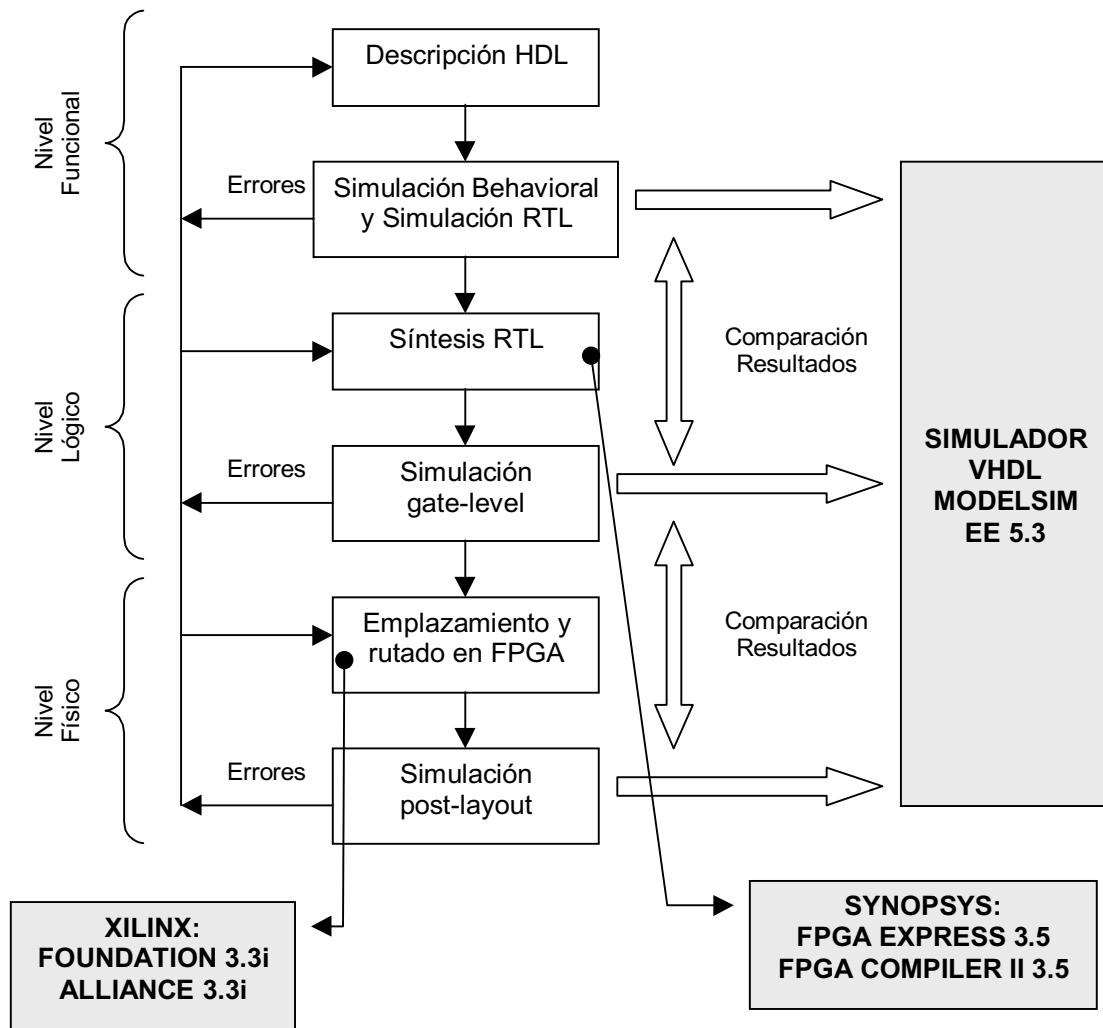 Descripción HDL
Nivel
Funcional
Errores
Simulación Behavioral
y Simulación RTL
Síntesis RTL
Comparación
Resultados
Nivel
Lógico
Errores
Simulación
gate-level
SIMULADOR
VHDL
MODELSIM
EE 5.3
Emplazamiento y
rutado en FPGA
Comparación
Resultados
Nivel
Físico
Errores
Simulación
post-layout
XILINX:
FOUNDATION 3.3i
ALLIANCE 3.3i
SYNOPSYS:
FPGA EXPRESS 3.5
FPGA COMPILER II 3.5